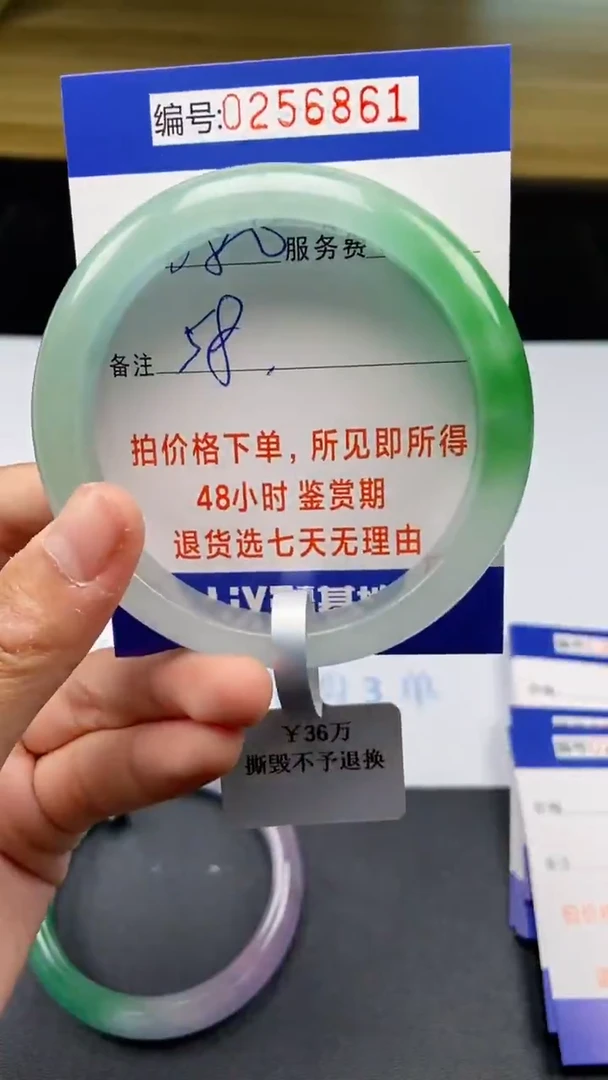 编号:0256861
服务费
备注 58.
拍价格下单，所见即所得
48小时 鉴赏期
退货选七天无理由
￥36万
撕毁不予退换